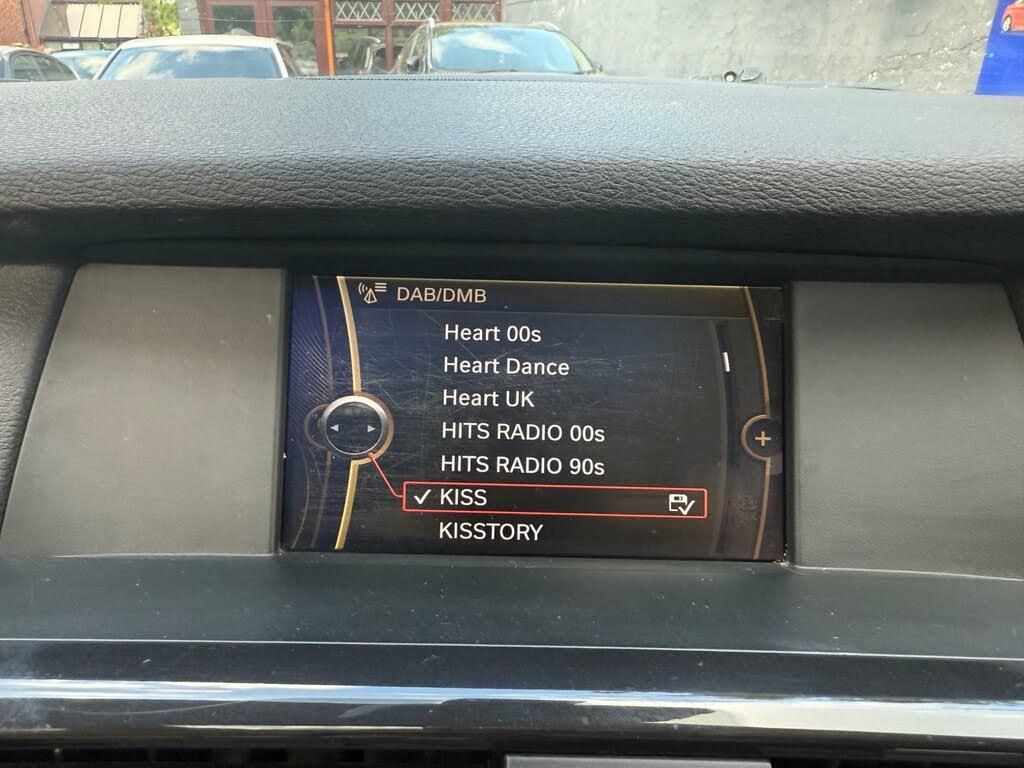 DAB/DMB
Heart 00s
Heart Dance
Heart UK
HITS RADIO 00s
HITS RADIO 90s
KISS
KISSTORY